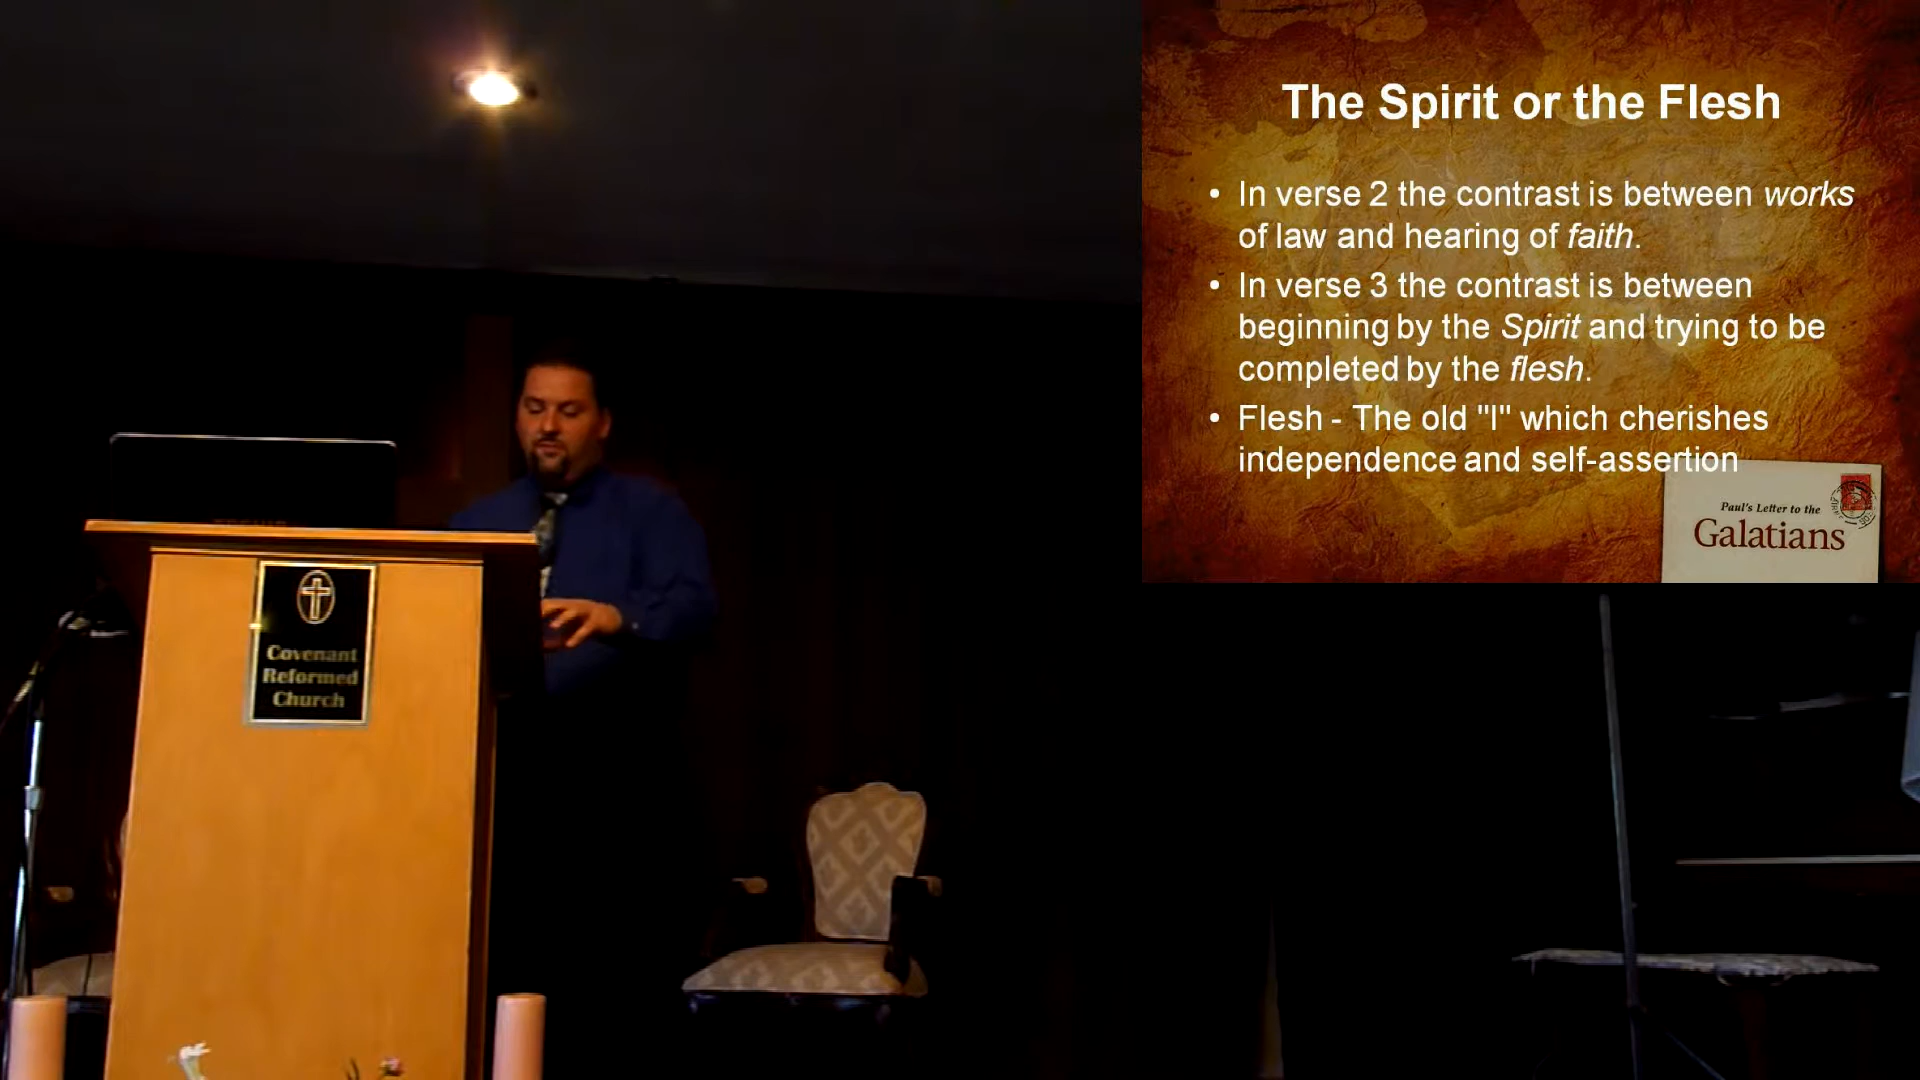 The Spirit or the Flesh
• In verse 2 the contrast is between works
of law and hearing of faith.
• In verse 3 the contrast is between
beginning by the Spirit and trying to be
completed by the flesh.
• Flesh - The old "I" which cherishes
independence and self-assertion
Paul's Letter to the
Galatians
Covenant
Reformed
Church